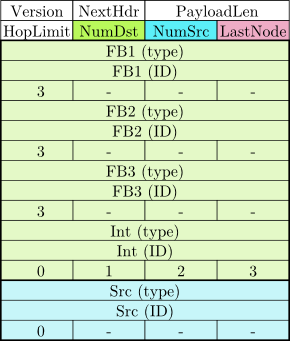 Version NextHdr PayloadLen
HopLimit NumDst NumSrc LastNode
FB1 (type)
FB1 (ID)
3 - - -
FB2 (type)
FB2 (ID)
3 - - -
FB3 (type)
FB3 (ID)
3 - - -
Int (type)
Int (ID)
0 1 2 3
Src (type)
Src (ID)
0 - - -